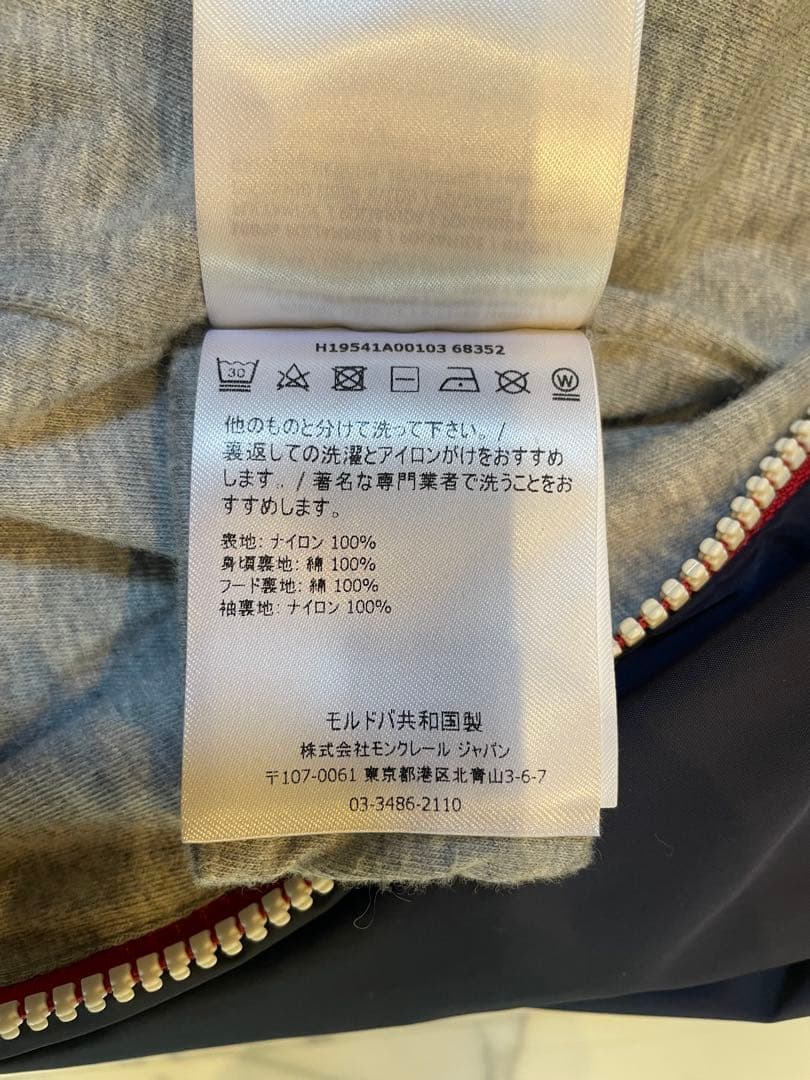 H19541A00103 68352
30 W
他のものと分けて洗って下さい。/
裏返しての洗濯とアイロンがけをおすすめ
します. / 著名な専門業者で洗うことをお
すすめします。
表地: ナイロン 100%
身頃裏地: 綿 100%
フード裏地: 綿 100%
袖裏地: ナイロン 100%
モルドバ共和国製
株式会社モンクレール ジャパン
〒107-0061 東京都港区北青山3-6-7
03-3486-2110